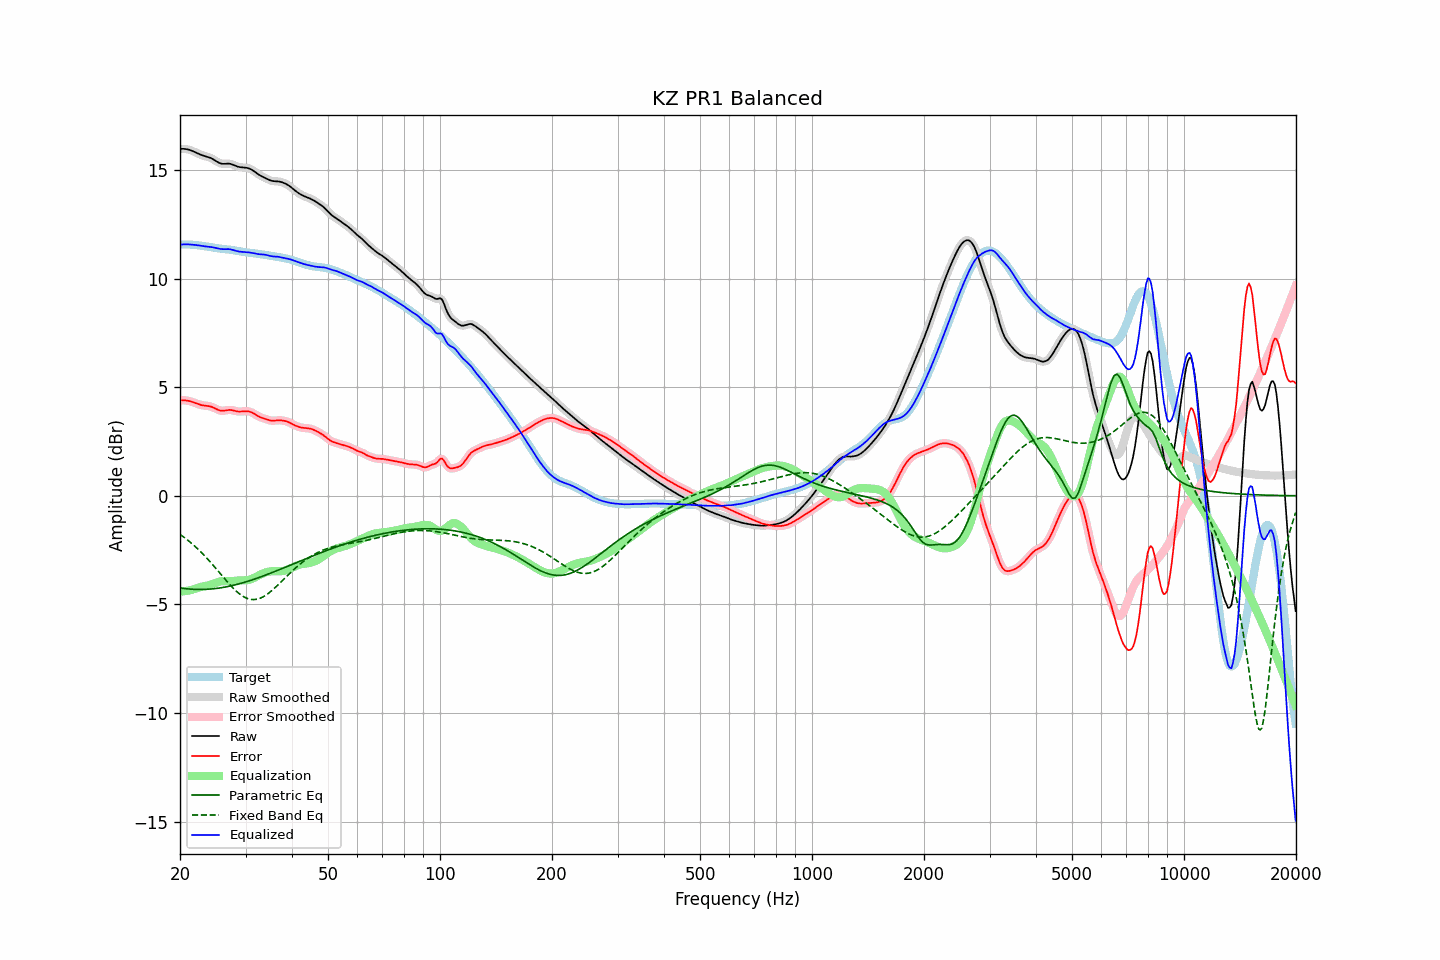 KZ PR1 Balanced
Amplitude (dBr)
15
10
5
0
−5
−10
−15
Target
Raw Smoothed
Error Smoothed
Raw
Error
Equalization
Parametric Eq
Fixed Band Eq
Equalized
20 50 100 200 500 1000 2000 5000 10000 20000
Frequency (Hz)